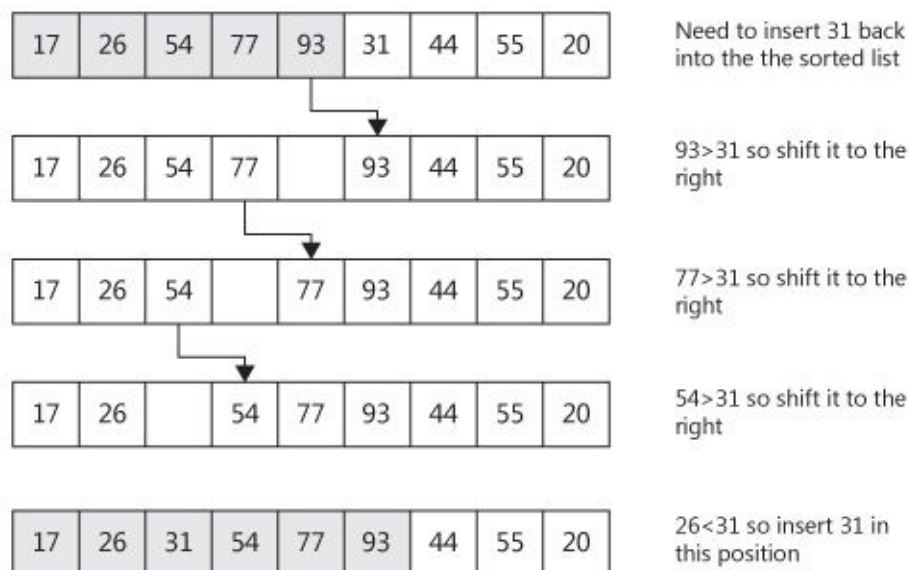 17 26 54 77 93 31 44 55 20
Need to insert 31 back
into the the sorted list
17 26 54 77 93 44 55 20
93>31 so shift it to the
right
17 26 54 77 93 44 55 20
77>31 so shift it to the
right
17 26 54 77 93 44 55 20
54>31 so shift it to the
right
17 26 31 54 77 93 44 55 20
26<31 so insert 31 in
this position